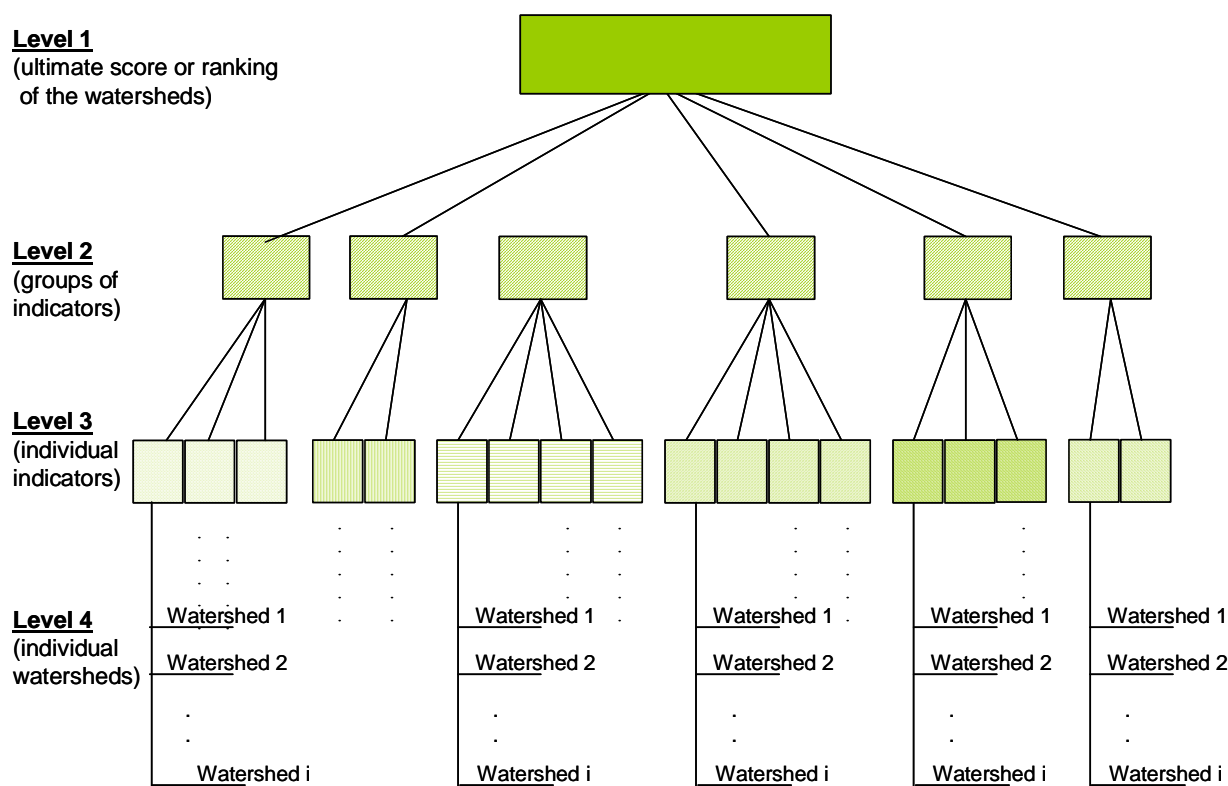 Level 1
(ultimate score or ranking
of the watersheds)
Level 2
(groups of
indicators)
Level 3
(individual
indicators)
Level 4
(individual
watersheds)
Watershed 1
Watershed 2
Watershed i
Watershed 1
Watershed 2
Watershed i
Watershed 1
Watershed 2
Watershed i
Watershed 1
Watershed 2
Watershed i
Watershed 1
Watershed 2
Watershed i